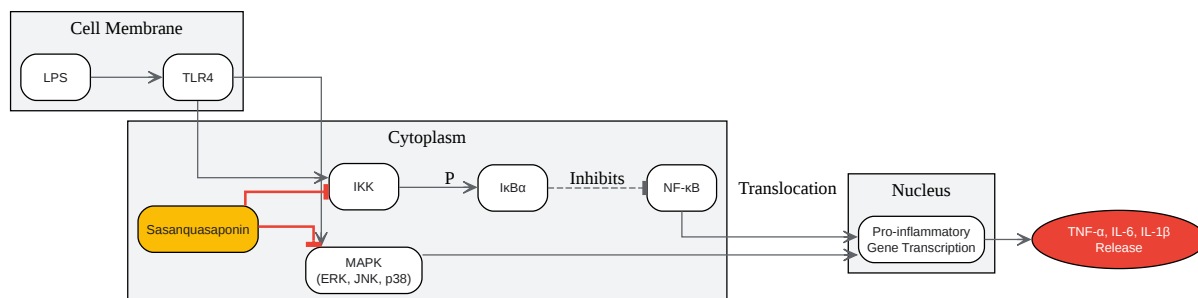 Cell Membrane
LPS
TLR4
Cytoplasm
IKK
P
IκBα
Inhibits
NF-κB
Translocation
Nucleus
Sasanquasaponin
MAPK
(ERK, JNK, p38)
Pro-inflammatory
Gene Transcription
TNF-α, IL-6, IL-1β
Release